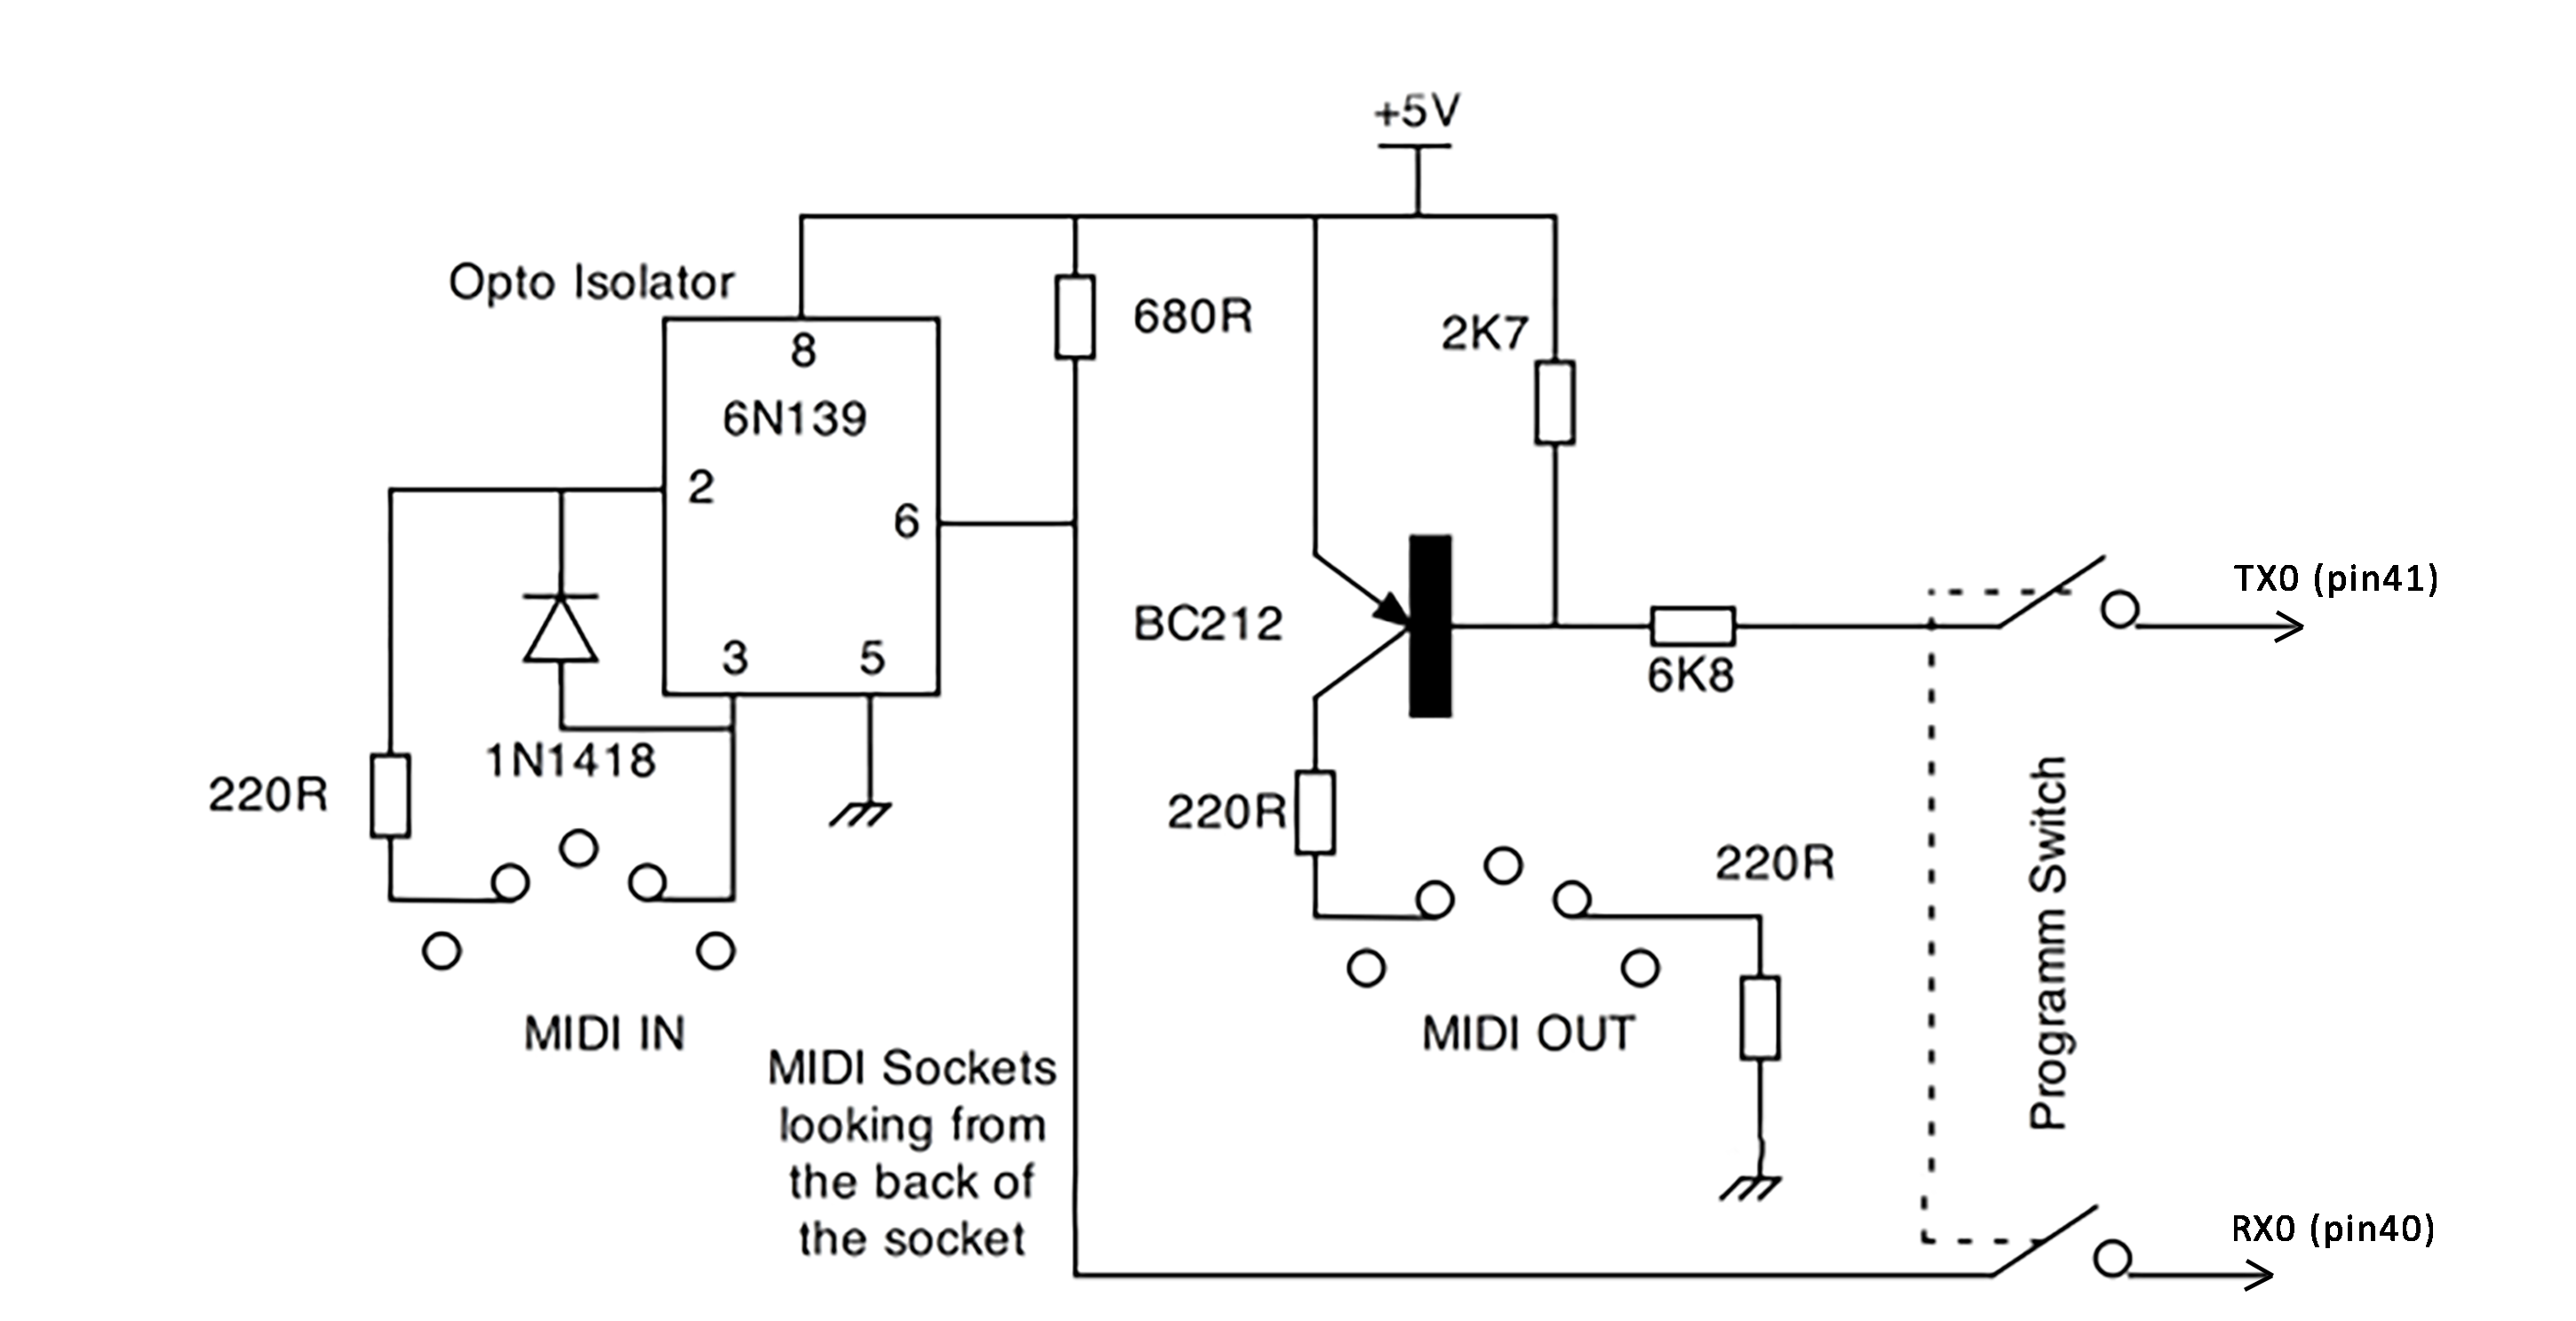 +5V
Opto Isolator
680R
2K7
8
6N139
2
6
TX0 (pin41)
BC212
3
5
6K8
1N1418
220R
220R
220R
Programm Switch
MIDI IN
MIDI OUT
MIDI Sockets
looking from
the back of
the socket
RX0 (pin40)